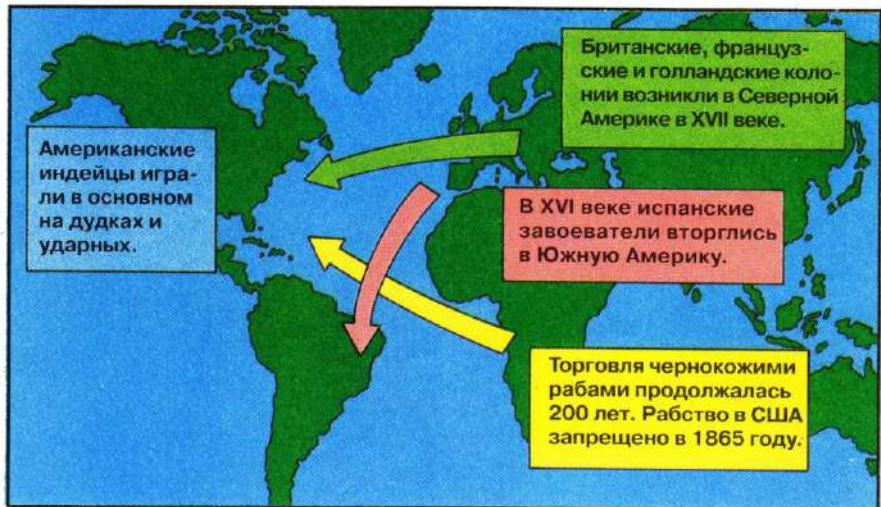 Британские, француз-
ские и голландские коло-
нии возникли в Северной
Америке в XVII веке.
Американские
индейцы игра-
ли в основном
на дудках и
ударных.
В XVI веке испанские
завоеватели вторглись
в Южную Америку.
Торговля чернокожими
рабами продолжалась
200 лет. Рабство в США
запрещено в 1865 году.